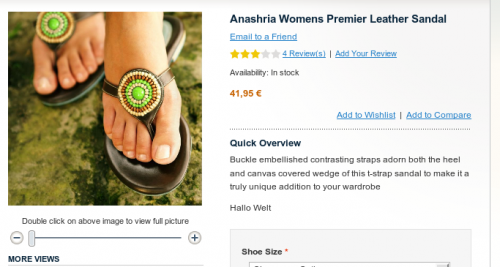 Anashria Womens Premier Leather Sandal
Email to a Friend
4 Review(s) | Add Your Review
Availability: In stock
41,95 €
Add to Wishlist | Add to Compare
Quick Overview
Buckle embellished contrasting straps adorn both the heel
and canvas covered wedge of this t-strap sandal to make it a
truly unique addition to your wardrobe
Hallo Welt
Double click on above image to view full picture
MORE VIEWS
Shoe Size *